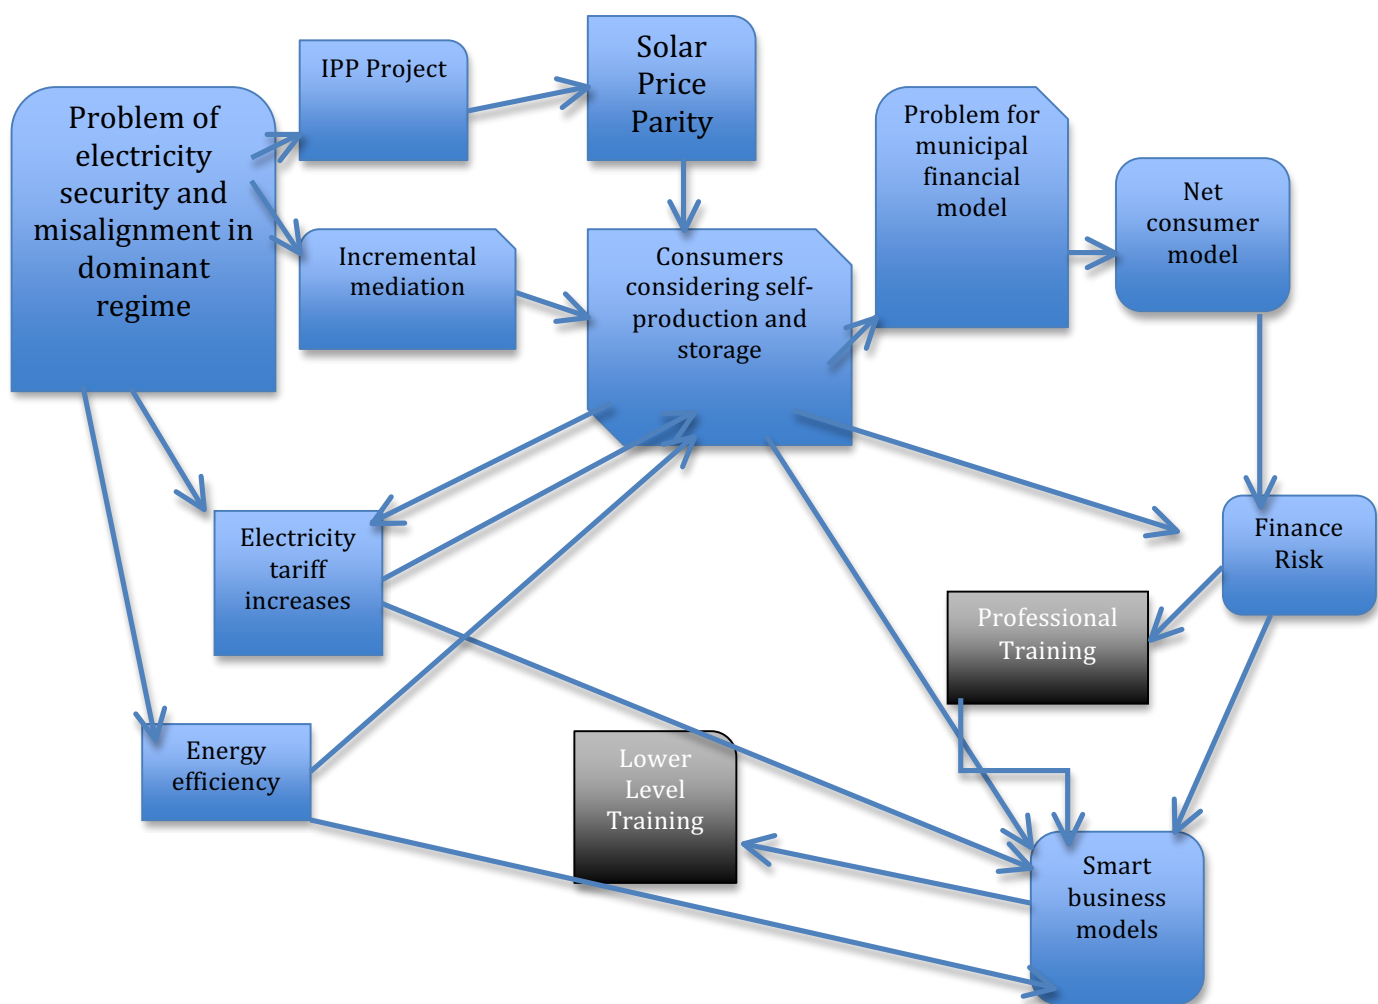 Problem of
electricity
security and
misalignment in
dominant
regime
IPP Project
Solar
Price
Parity
Incremental
mediation
Consumers
considering self-
production and
storage
Problem for
municipal
financial
model
Net
consumer
model
Electricity
tariff
increases
Finance
Risk
Professional
Training
Energy
efficiency
Lower
Level
Training
Smart
business
models